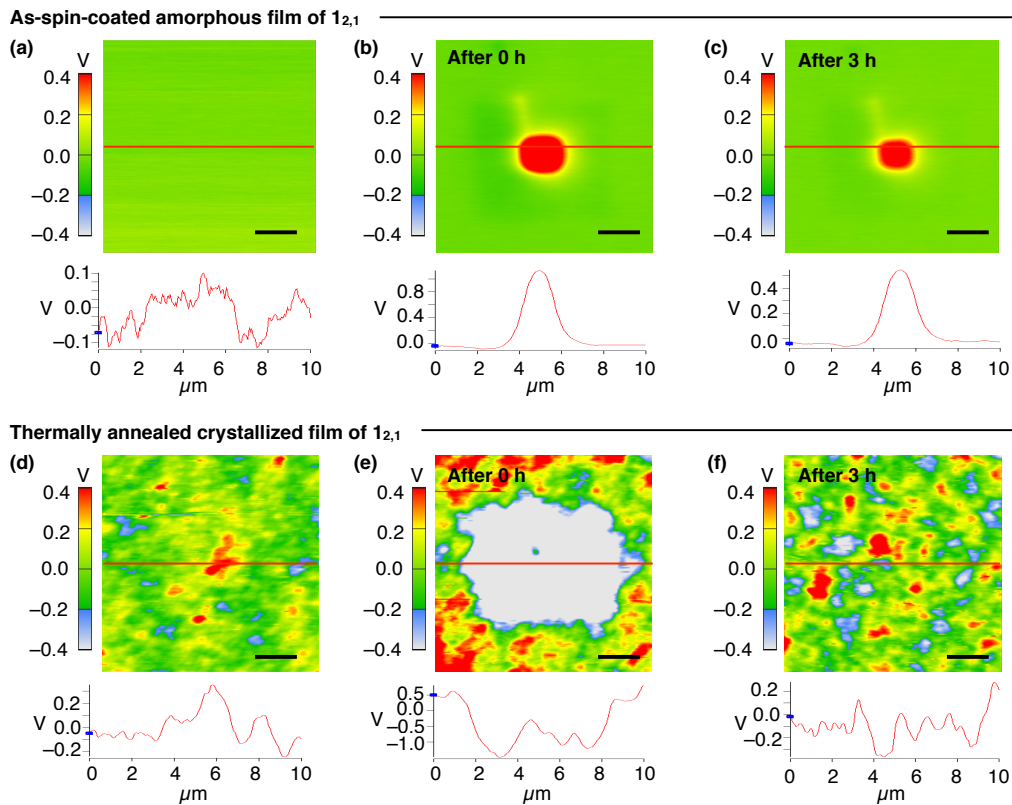 As-spin-coated amorphous film of 1₂,₁
(a) (b) (c)
V V V
After 0 h After 3 h
0.4 0.4 0.4
0.2 0.2 0.2
0.0 0.0 0.0
−0.2 −0.2 −0.2
−0.4 −0.4 −0.4
0.1
0.0
−0.1
V
0 2 4 6 8 10
µm
0.8
0.4
0.0
V
0 2 4 6 8 10
µm
0.4
0.2
0.0
V
0 2 4 6 8 10
µm
Thermally annealed crystallized film of 1₂,₁
(d) (e) (f)
V V V
After 0 h After 3 h
0.4 0.4 0.4
0.2 0.2 0.2
0.0 0.0 0.0
−0.2 −0.2 −0.2
−0.4 −0.4 −0.4
0.2
0.0
−0.2
V
0 2 4 6 8 10
µm
0.5
0.0
−0.5
−1.0
V
0 2 4 6 8 10
µm
0.2
0.0
−0.2
V
0 2 4 6 8 10
µm